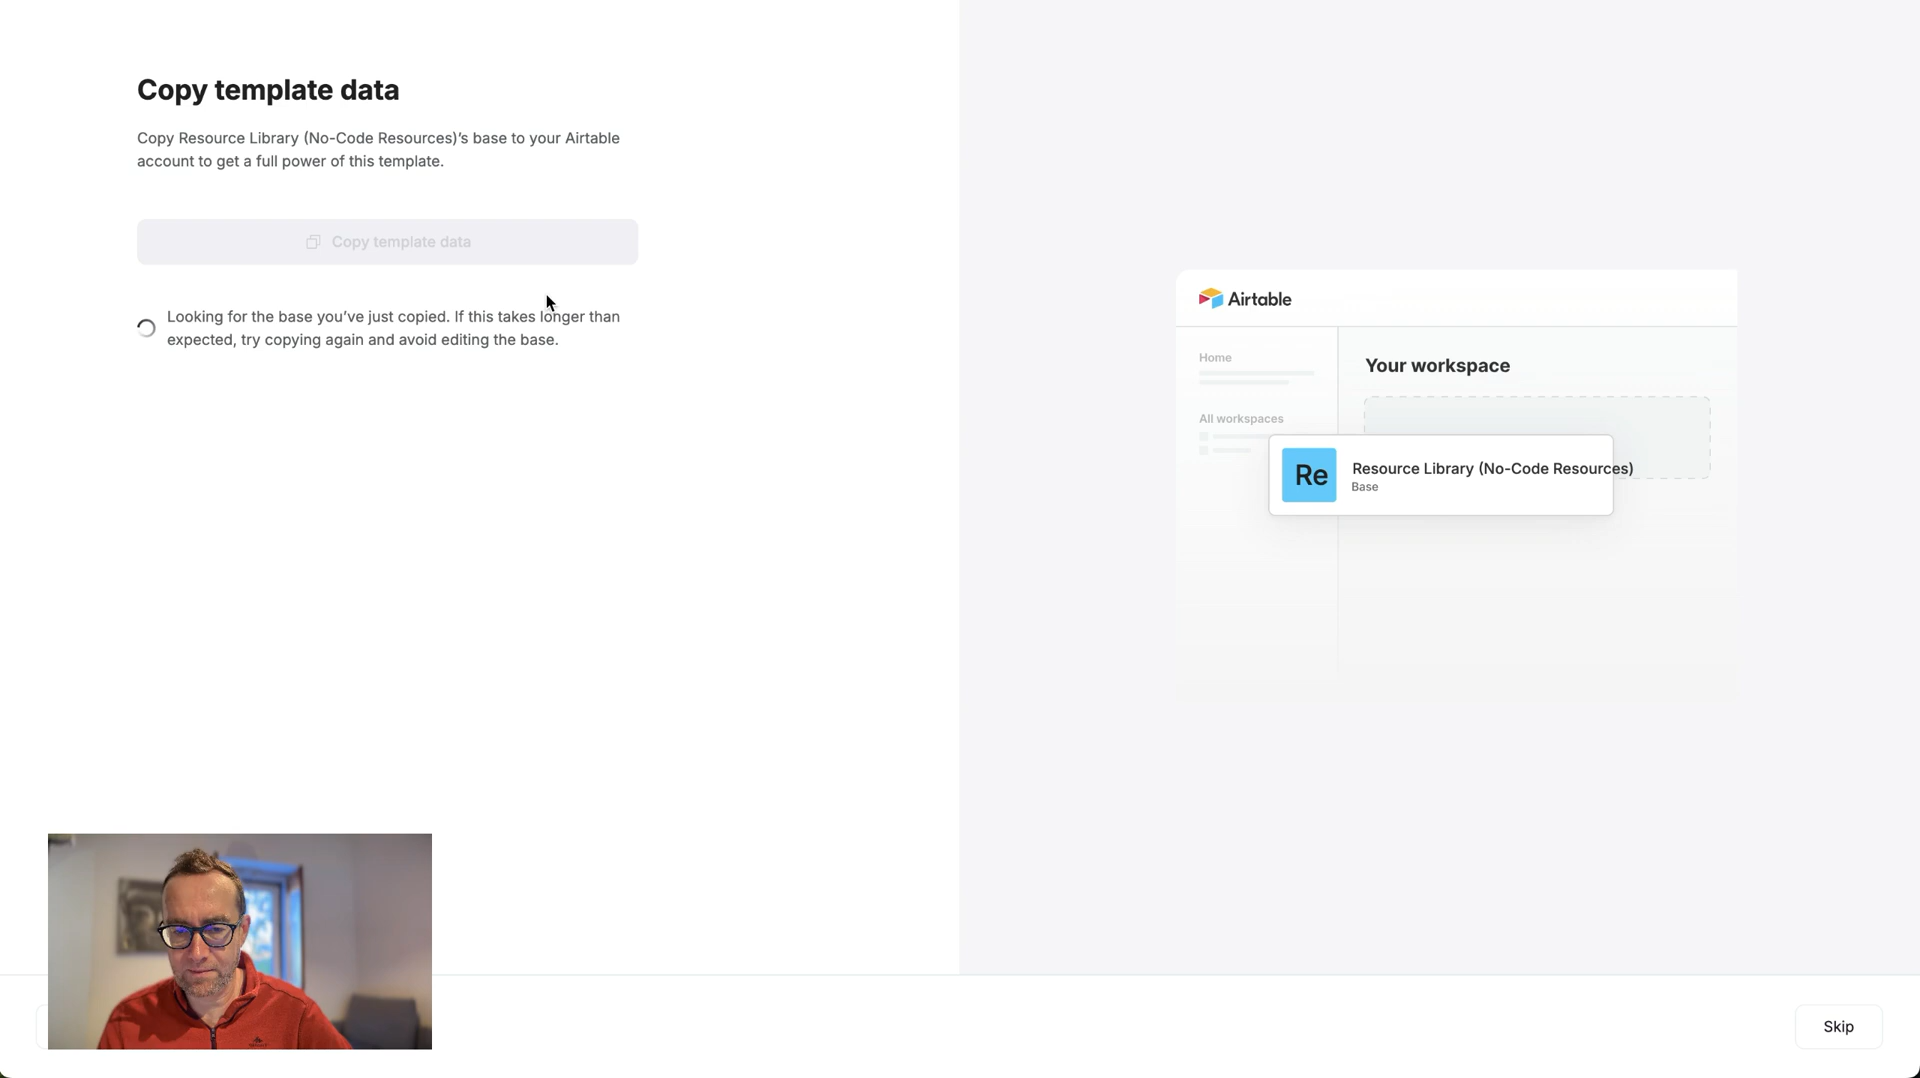 Copy template data
Copy Resource Library (No-Code Resources)'s base to your Airtable
account to get a full power of this template.
Copy template data
Looking for the base you've just copied. If this takes longer than
expected, try copying again and avoid editing the base.
Airtable
Home
Your workspace
All workspaces
Re
Resource Library (No-Code Resources)
Base
Skip